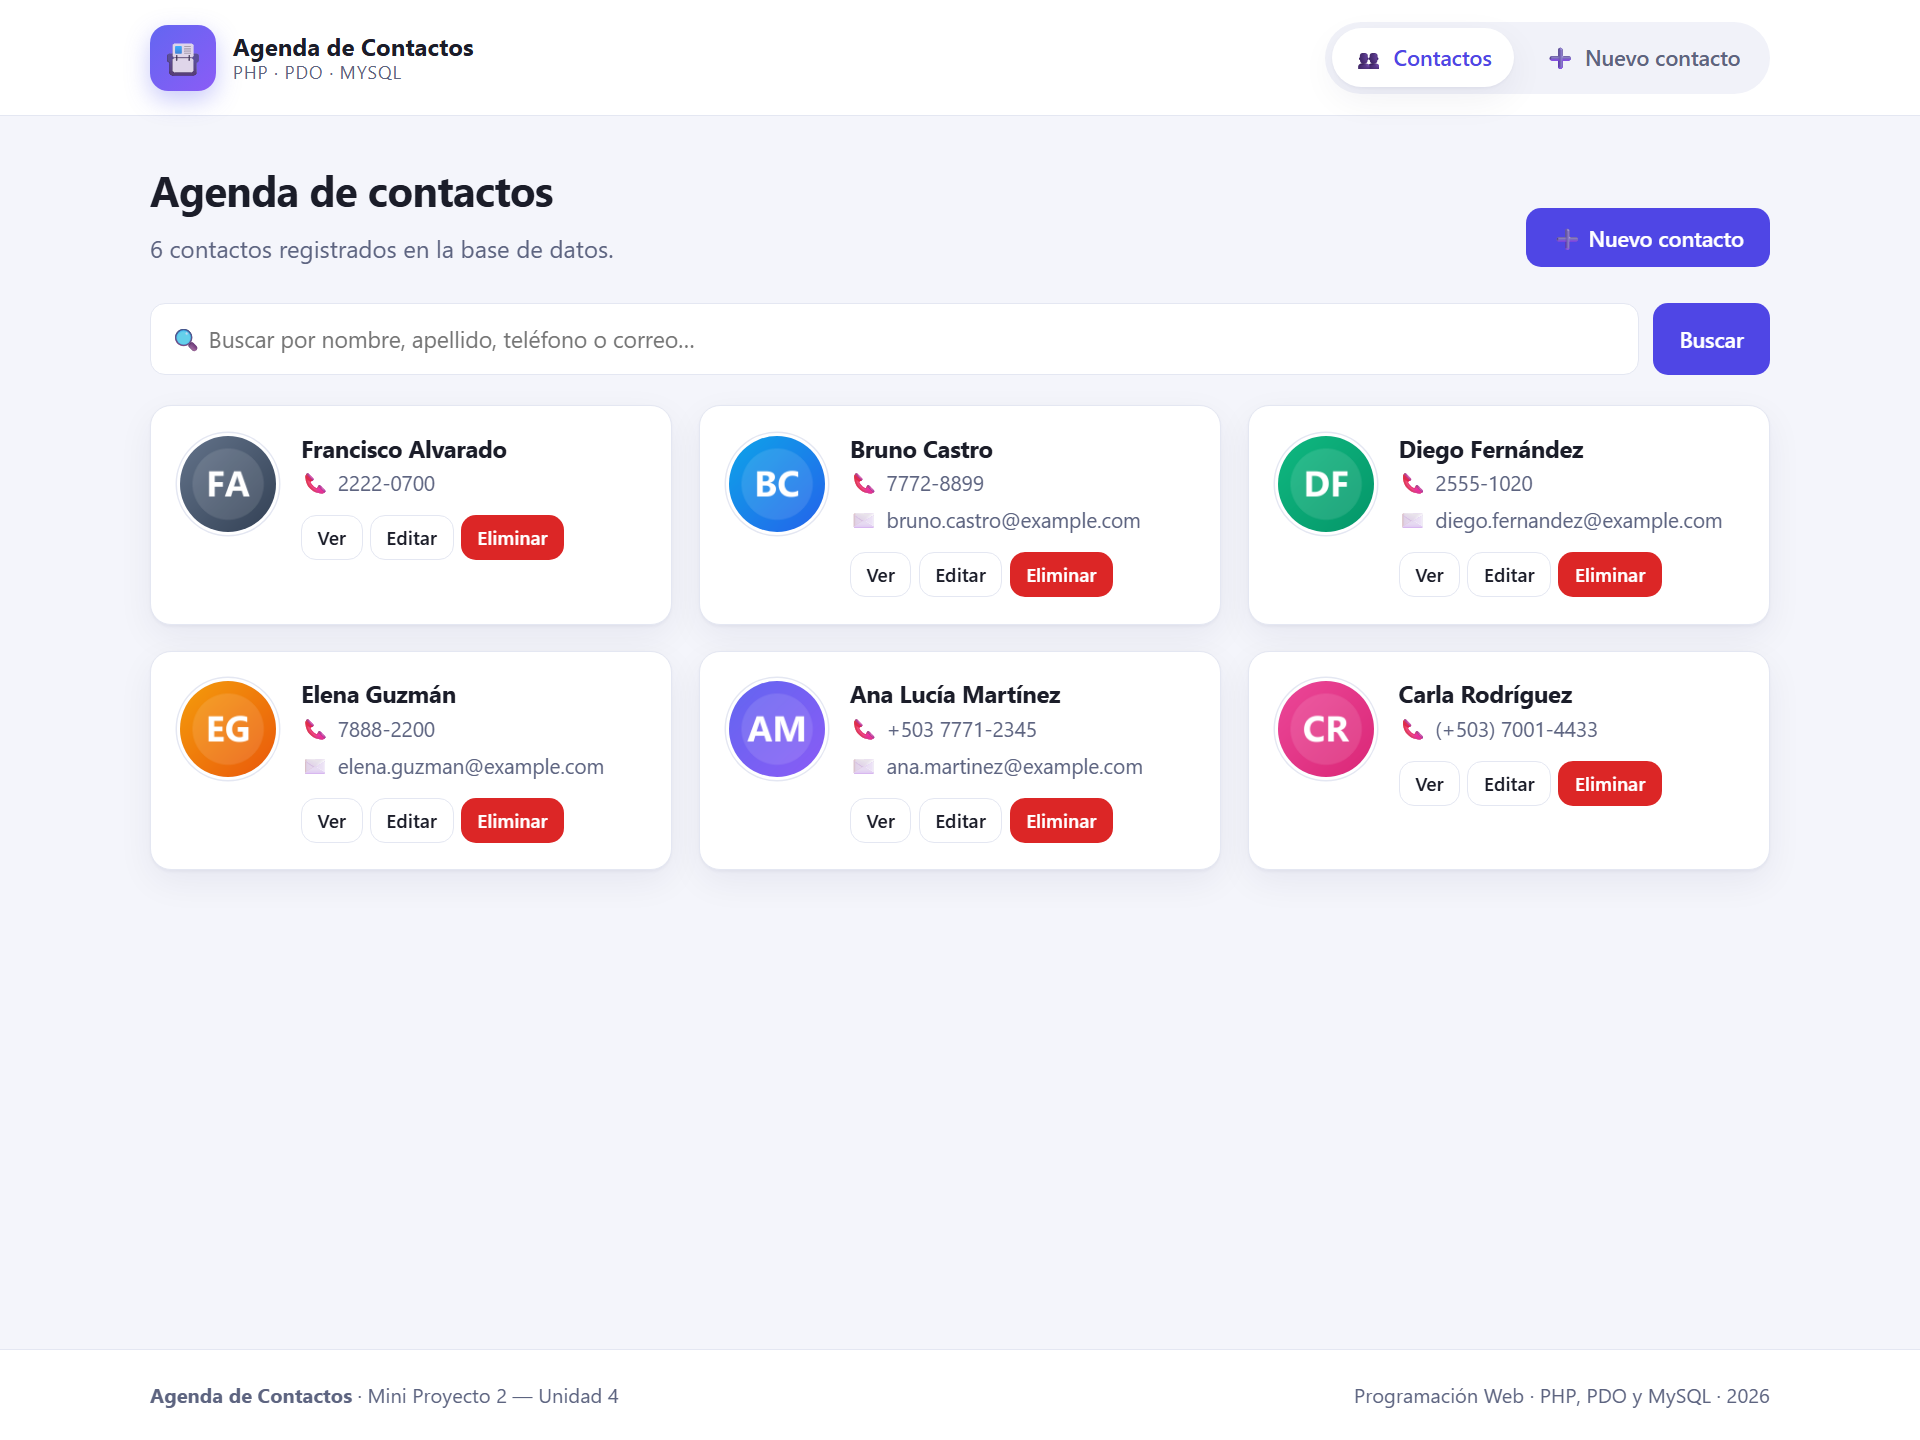 Agenda de Contactos
PHP · PDO · MYSQL
Contactos
Nuevo contacto
Agenda de contactos
6 contactos registrados en la base de datos.
Nuevo contacto
Buscar por nombre, apellido, teléfono o correo...
Buscar
FA
Francisco Alvarado
2222-0700
Ver Editar Eliminar
BC
Bruno Castro
7772-8899
bruno.castro@example.com
Ver Editar Eliminar
DF
Diego Fernández
2555-1020
diego.fernandez@example.com
Ver Editar Eliminar
EG
Elena Guzmán
7888-2200
elena.guzman@example.com
Ver Editar Eliminar
AM
Ana Lucía Martínez
+503 7771-2345
ana.martinez@example.com
Ver Editar Eliminar
CR
Carla Rodríguez
(+503) 7001-4433
Ver Editar Eliminar
Agenda de Contactos · Mini Proyecto 2 — Unidad 4
Programación Web · PHP, PDO y MySQL · 2026